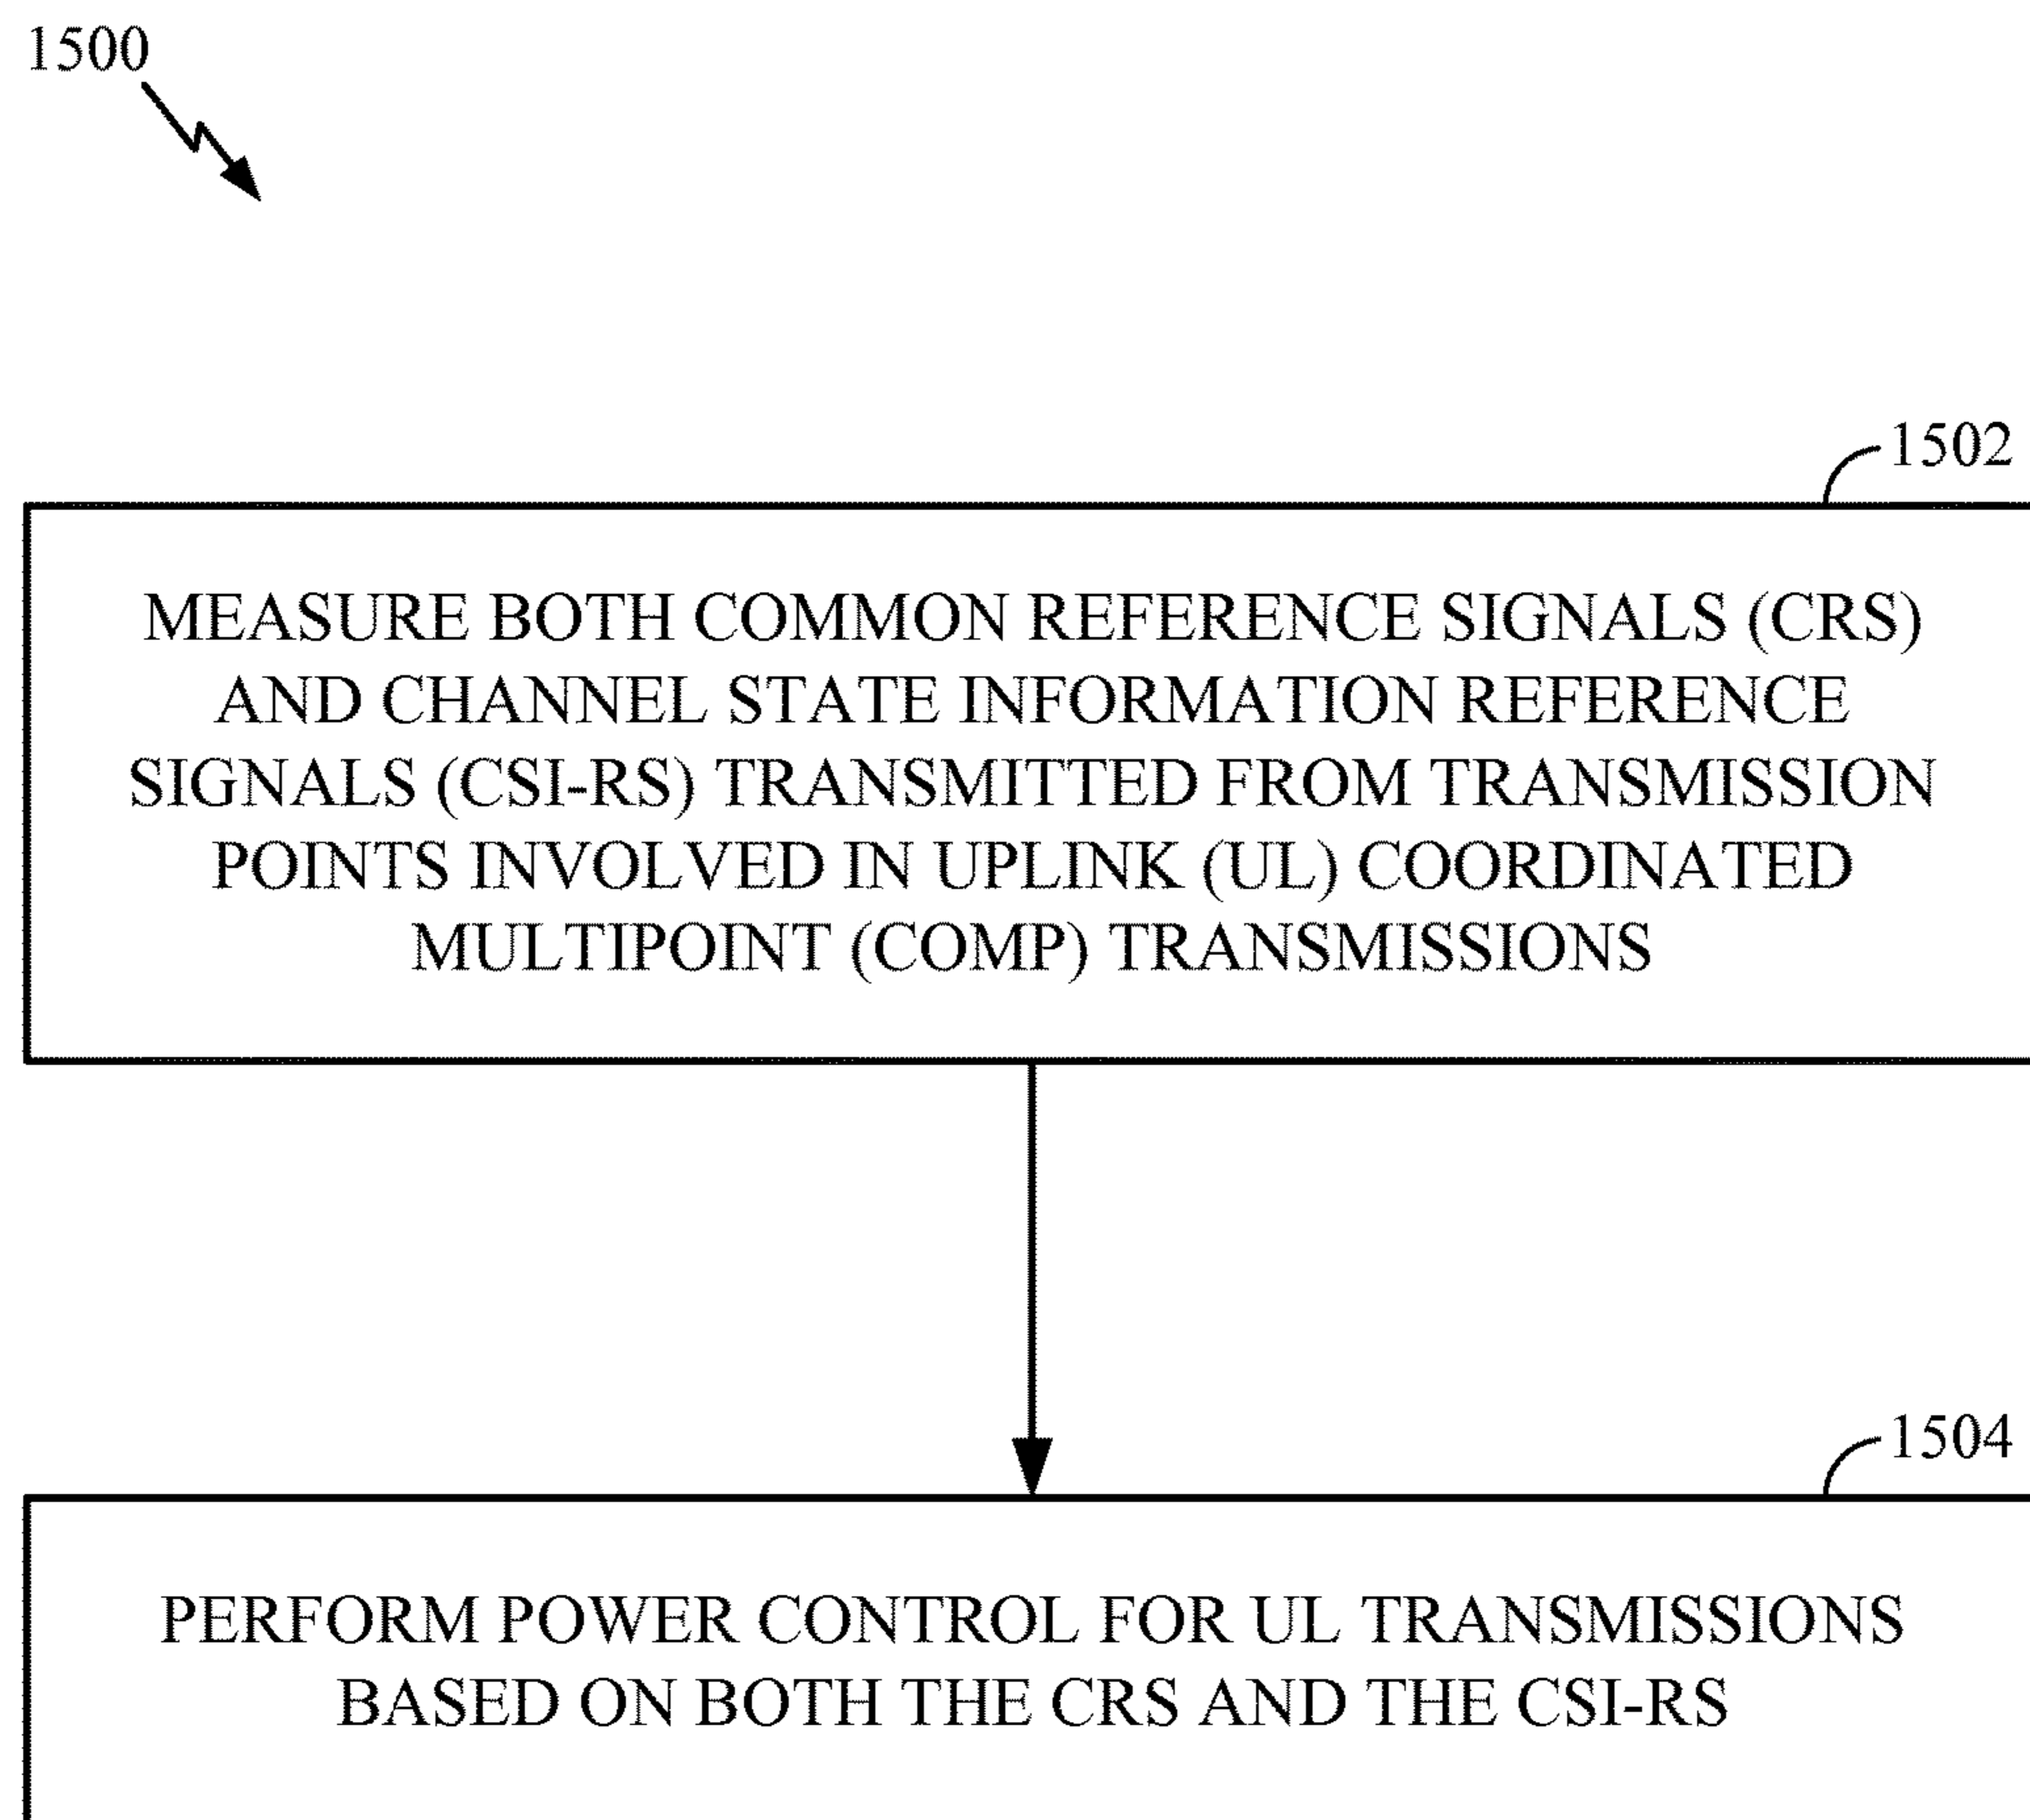 1500
1502
MEASURE BOTH COMMON REFERENCE SIGNALS (CRS)
AND CHANNEL STATE INFORMATION REFERENCE
SIGNALS (CSI-RS) TRANSMITTED FROM TRANSMISSION
POINTS INVOLVED IN UPLINK (UL) COORDINATED
MULTIPOINT (COMP) TRANSMISSIONS
1504
PERFORM POWER CONTROL FOR UL TRANSMISSIONS
BASED ON BOTH THE CRS AND THE CSI-RS